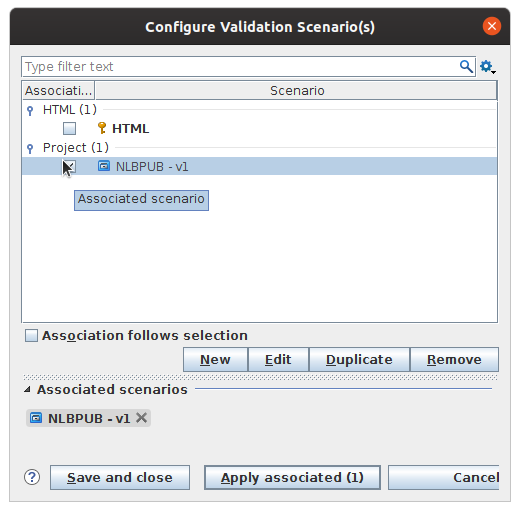 Configure Validation Scenario(s)
Type filter text
Associati... Scenario
HTML (1)
HTML
Project (1)
NLBPUB - v1
Associated scenario
Association follows selection
New Edit Duplicate Remove
Associated scenarios
NLBPUB - v1
? Save and close Apply associated (1) Cancel